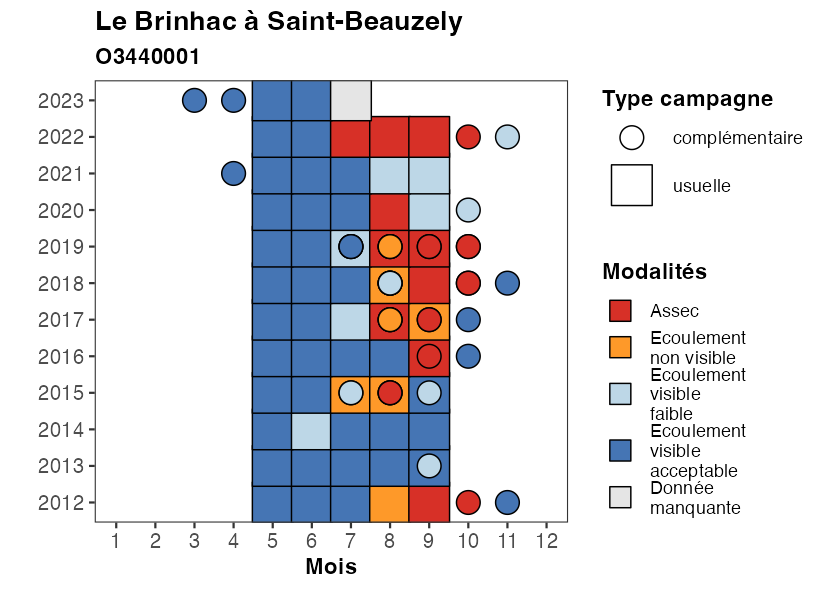 Le Brinhac à Saint-Beauzely
O3440001
2023
2022
2021
2020
2019
2018
2017
2016
2015
2014
2013
2012
1 2 3 4 5 6 7 8 9 10 11 12
Mois
Type campagne
complémentaire
usuelle
Modalités
Assec
Ecoulement
non visible
Ecoulement
visible
faible
Ecoulement
visible
acceptable
Donnée
manquante